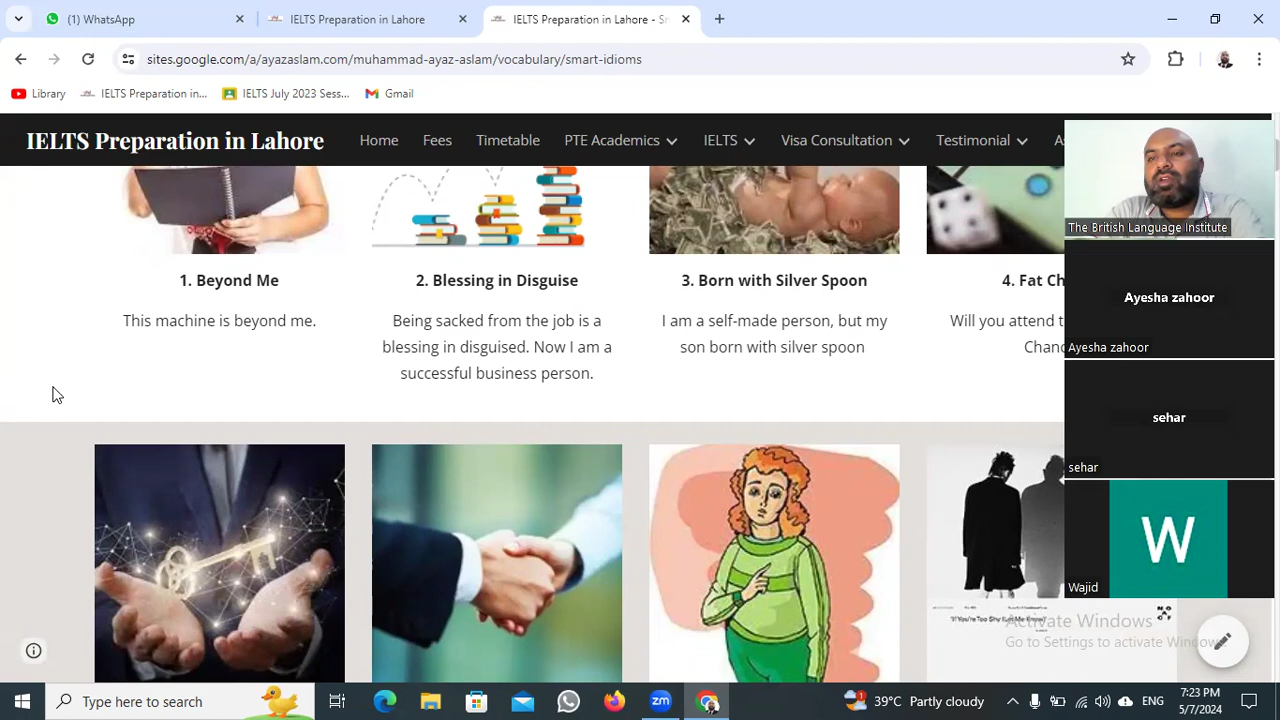 (1) WhatsApp
IELTS Preparation in Lahore
IELTS Preparation in Lahore - Sr
sites.google.com/a/ayazaslam.com/muhammad-ayaz-aslam/vocabulary/smart-idioms
Library
IELTS Preparation in...
IELTS July 2023 Sess...
Gmail
IELTS Preparation in Lahore
Home
Fees
Timetable
PTE Academics
IELTS
Visa Consultation
Testimonial
The British Language Institute
1. Beyond Me
2. Blessing in Disguise
3. Born with Silver Spoon
4. Fat Ch
This machine is beyond me.
Being sacked from the job is a
blessing in disguised. Now I am a
successful business person.
I am a self-made person, but my
son born with silver spoon
Will you attend t
Chanc
Ayesha zahoor
Ayesha zahoor
sehar
sehar
W
Wajid
Activate Windows
Go to Settings to activate Windows.
Type here to search
zm
39°C Partly cloudy
ENG
7:23 PM
5/7/2024